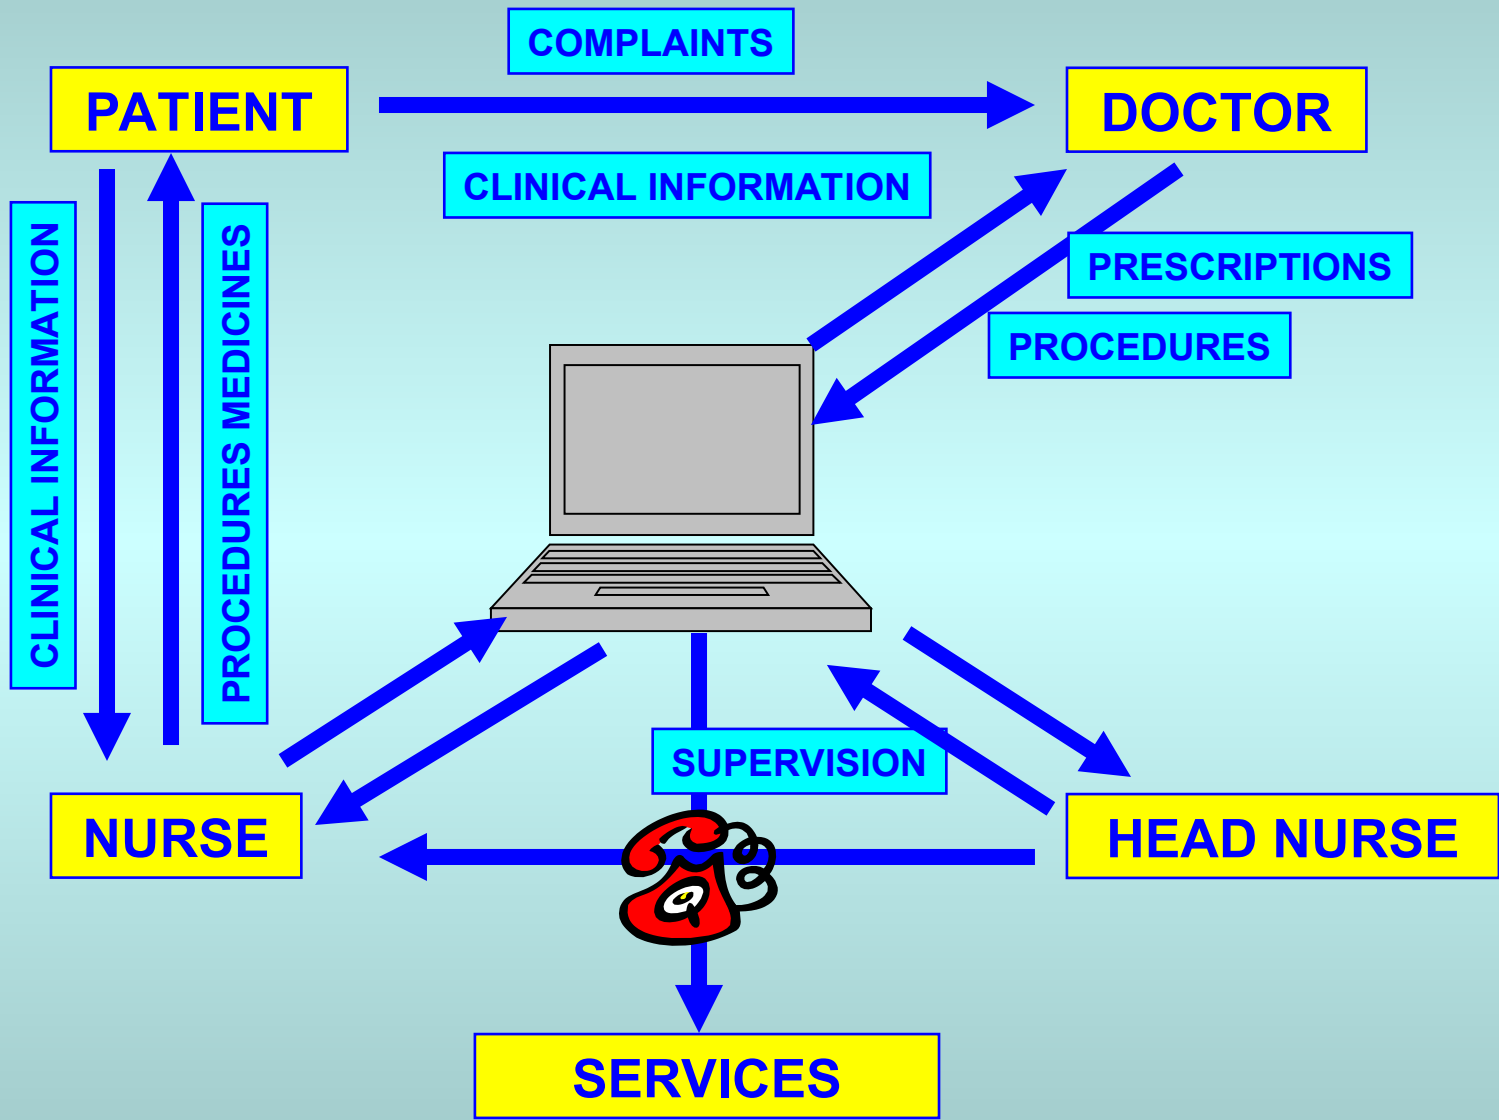 COMPLAINTS
PATIENT
DOCTOR
CLINICAL INFORMATION
CLINICAL INFORMATION
PROCEDURES MEDICINES
PRESCRIPTIONS
PROCEDURES
SUPERVISION
NURSE
HEAD NURSE
SERVICES